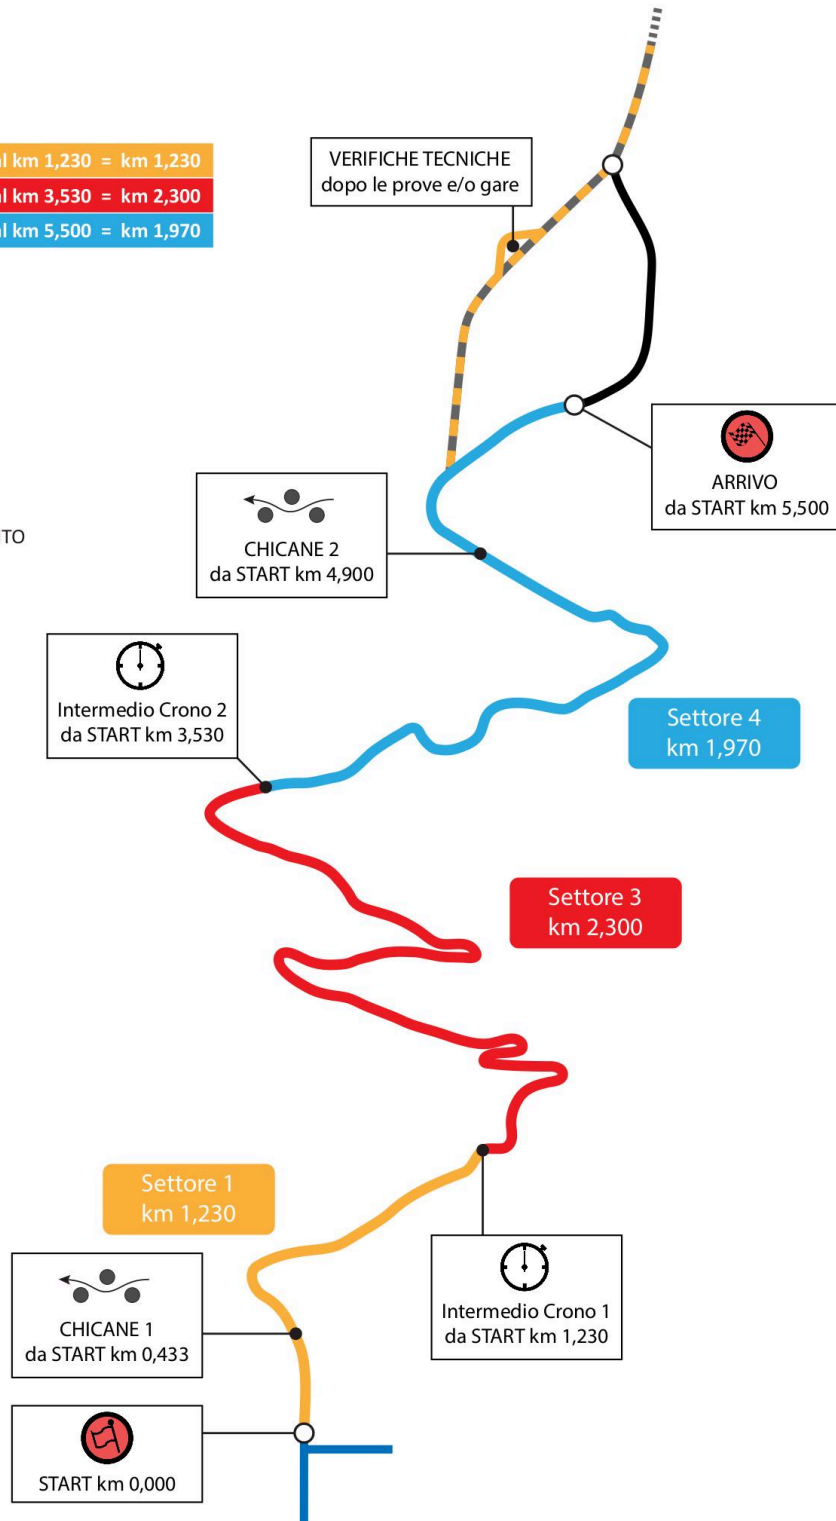 al km 1,230 = km 1,230
al km 3,530 = km 2,300
al km 5,500 = km 1,970
VERIFICHE TECNICHE
dopo le prove e/o gare
ARRIVO
da START km 5,500
CHICANE 2
da START km 4,900
Intermedio Crono 2
da START km 3,530
Settore 4
km 1,970
Settore 3
km 2,300
Settore 1
km 1,230
CHICANE 1
da START km 0,433
Intermedio Crono 1
da START km 1,230
START km 0,000